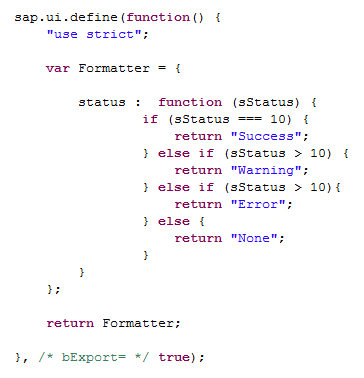 sap.ui.define(function() {
"use strict";
var Formatter = {
status :  function (sStatus) {
if (sStatus === 10) {
return "Success";
} else if (sStatus > 10) {
return "Warning";
} else if (sStatus > 10){
return "Error";
} else {
return "None";
}
}
};
return Formatter;
}, /* bExport= */ true);